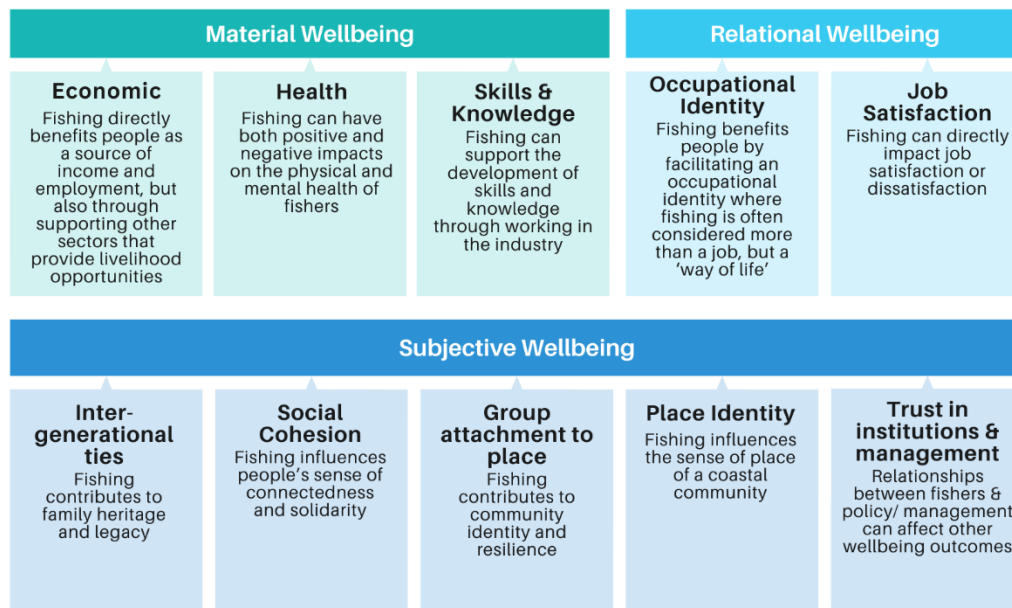 Material Wellbeing
Economic
Fishing directly
benefits people as
a source of
income and
employment, but
also through
supporting other
sectors that
provide livelihood
opportunities
Health
Fishing can have
both positive and
negative impacts
on the physical and
mental health of
fishers
Skills &
Knowledge
Fishing can
support the
development of
skills and
knowledge
through working in
the industry
Relational Wellbeing
Occupational
Identity
Fishing benefits
people by
facilitating an
occupational
identity where
fishing is often
considered more
than a job, but a
‘way of life’
Job
Satisfaction
Fishing can directly
impact job
satisfaction or
dissatisfaction
Subjective Wellbeing
Inter-
generational
ties
Fishing
contributes to
family heritage
and legacy
Social
Cohesion
Fishing influences
people’s sense of
connectedness
and solidarity
Group
attachment to
place
Fishing
contributes to
community
identity and
resilience
Place Identity
Fishing influences
the sense of place
of a coastal
community
Trust in
institutions &
management
Relationships
between fishers &
policy/ management
can affect other
wellbeing outcomes